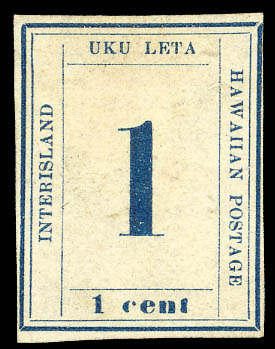 UKU LETA
INTERISLAND
1
HAWAIIAN POSTAGE
1 cent